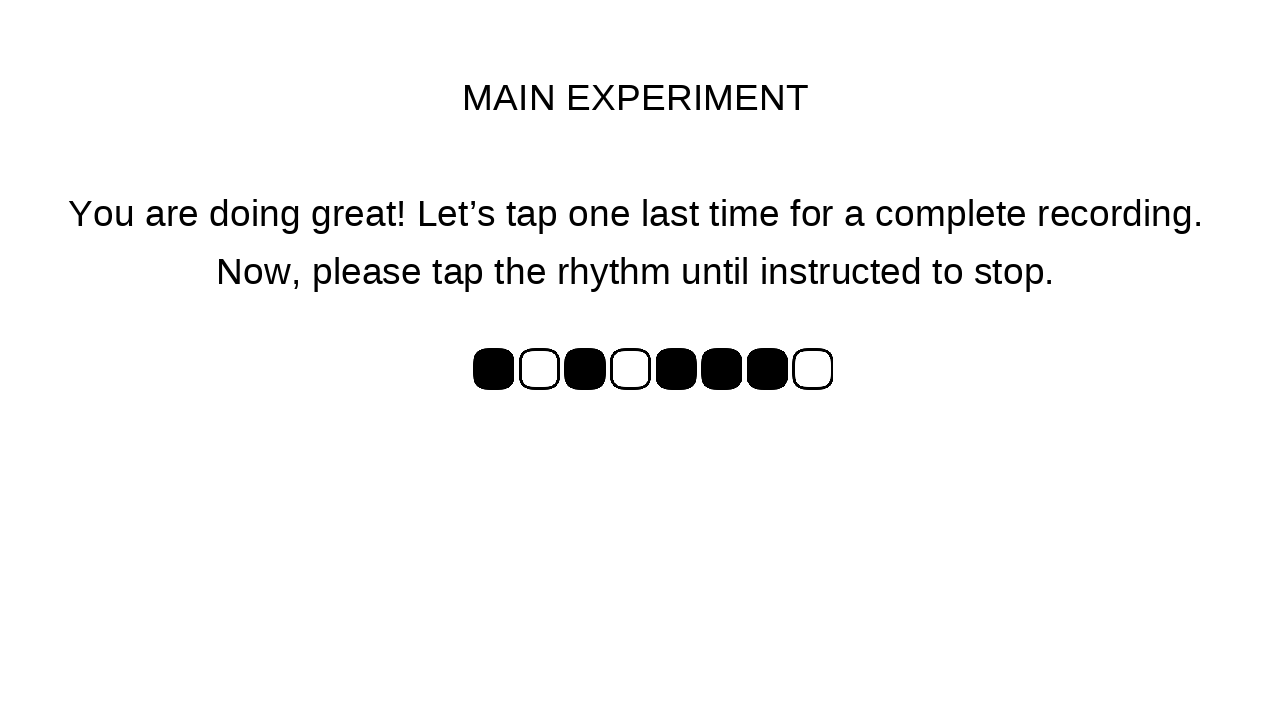 MAIN EXPERIMENT
You are doing great! Let’s tap one last time for a complete recording.
Now, please tap the rhythm until instructed to stop.